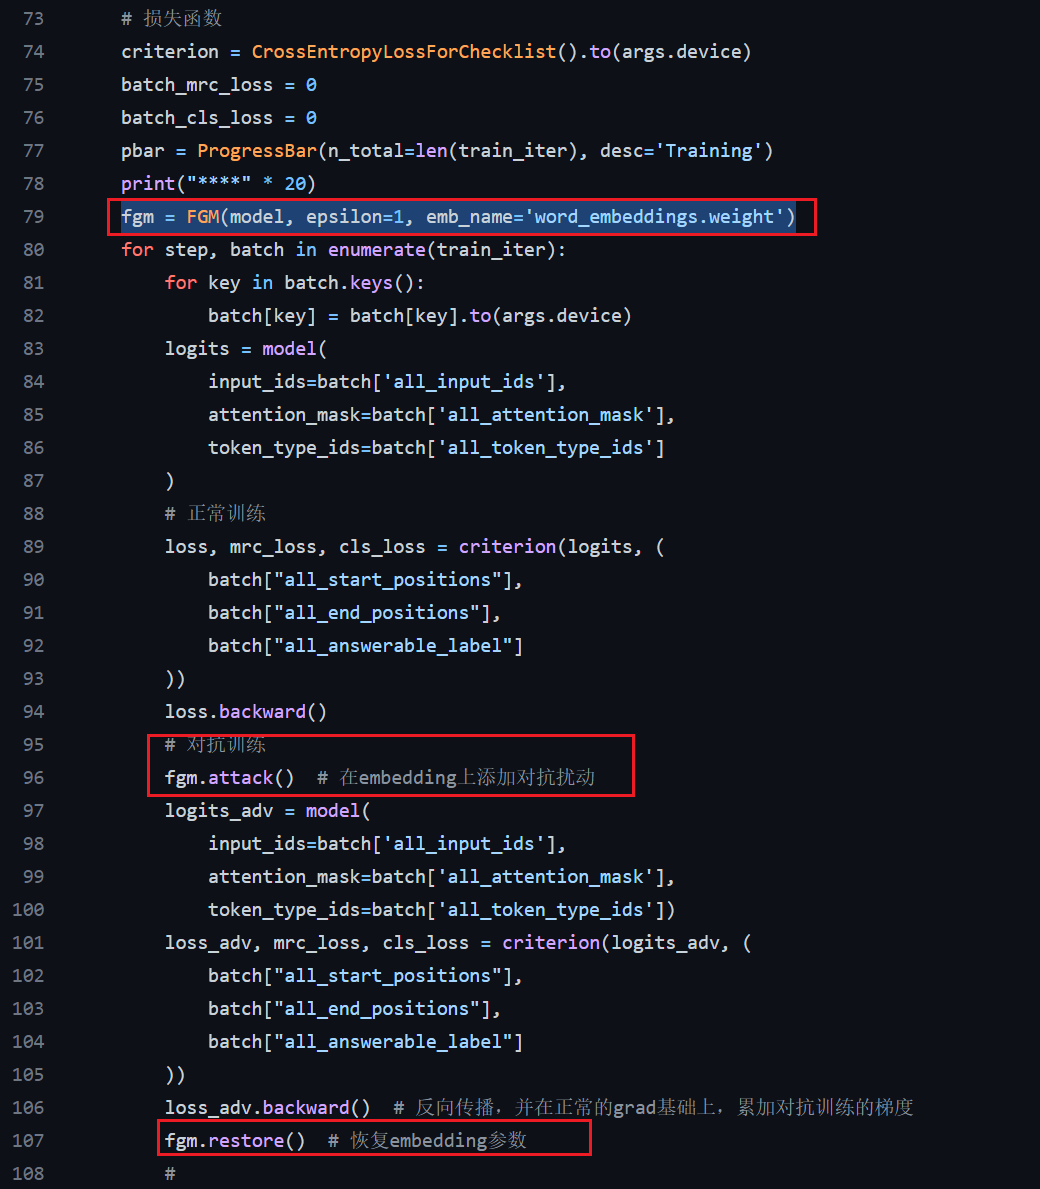 73 # 损失函数
74 criterion = CrossEntropyLossForChecklist().to(args.device)
75 batch_mrc_loss = 0
76 batch_cls_loss = 0
77 pbar = ProgressBar(n_total=len(train_iter), desc='Training')
78 print("****" * 20)
79 fgm = FGM(model, epsilon=1, emb_name='word_embeddings.weight')
80 for step, batch in enumerate(train_iter):
81 for key in batch.keys():
82 batch[key] = batch[key].to(args.device)
83 logits = model(
84 input_ids=batch['all_input_ids'],
85 attention_mask=batch['all_attention_mask'],
86 token_type_ids=batch['all_token_type_ids']
87 )
88 # 正常训练
89 loss, mrc_loss, cls_loss = criterion(logits, (
90 batch["all_start_positions"],
91 batch["all_end_positions"],
92 batch["all_answerable_label"]
93 ))
94 loss.backward()
95 # 对抗训练
96 fgm.attack() # 在embedding上添加对抗扰动
97 logits_adv = model(
98 input_ids=batch['all_input_ids'],
99 attention_mask=batch['all_attention_mask'],
100 token_type_ids=batch['all_token_type_ids'])
101 loss_adv, mrc_loss, cls_loss = criterion(logits_adv, (
102 batch["all_start_positions"],
103 batch["all_end_positions"],
104 batch["all_answerable_label"]
105 ))
106 loss_adv.backward() # 反向传播，并在正常的grad基础上，累加对抗训练的梯度
107 fgm.restore() # 恢复embedding参数
108 #